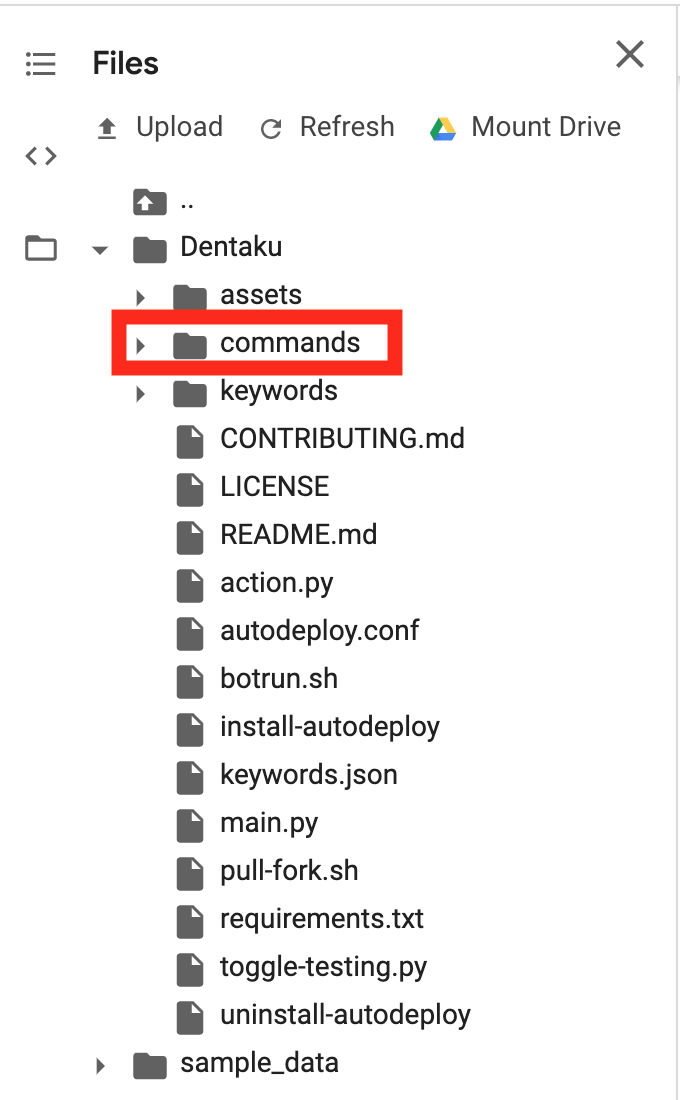 Files
Upload Refresh Mount Drive
..
Dentaku
assets
commands
keywords
CONTRIBUTING.md
LICENSE
README.md
action.py
autodeploy.conf
botrun.sh
install-autodeploy
keywords.json
main.py
pull-fork.sh
requirements.txt
toggle-testing.py
uninstall-autodeploy
sample_data